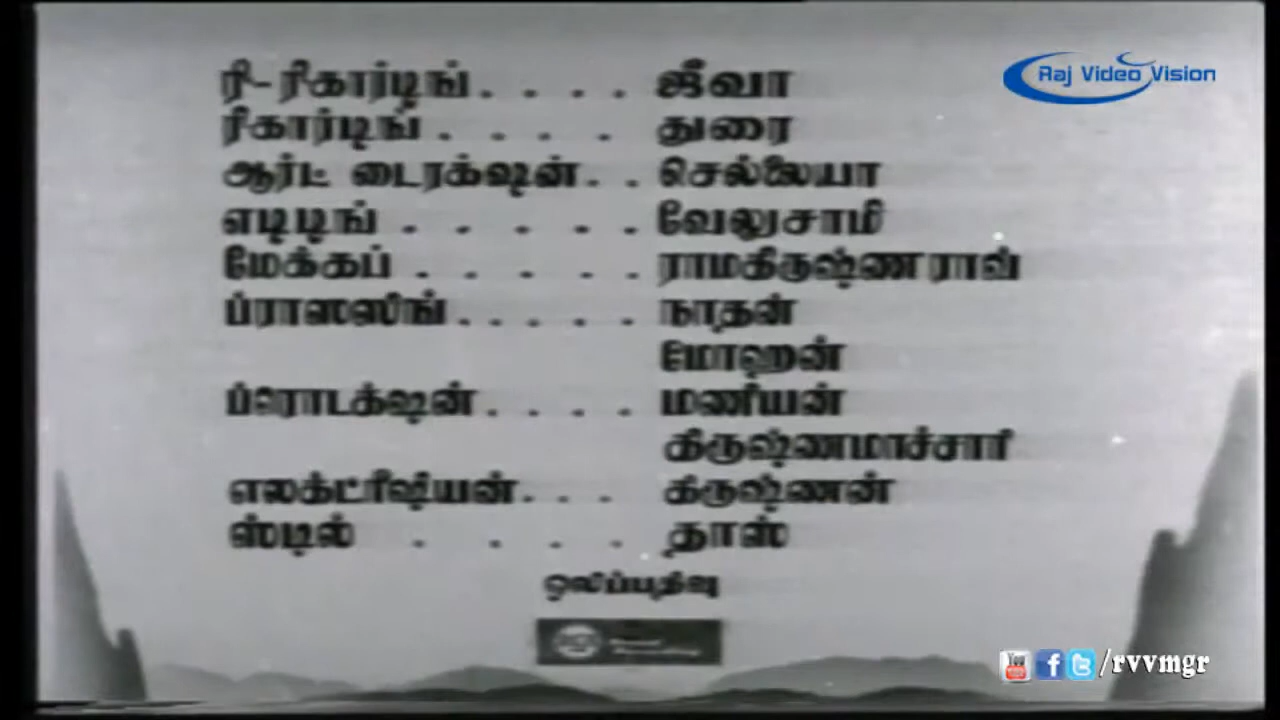 ரி-ரிகார்டிங் . . . . ஜீவா
ரிகார்டிங் . . . . துரை
ஆர்ட் டைரக்ஷன் . . செல்லையா
எடிடிங் . . . . . வேலுசாமி
மேக்கப் . . . . . ராமகிருஷ்ண ராவ்
ப்ராஸஸிங் . . . . . நாதன்
மோஹன்
ப்ரொடக்ஷன் . . . . மணியன்
கிருஷ்ணமாச்சாரி
எலக்ட்ரீஷியன் . . . கிருஷ்ணன்
ஸ்டில் . . . . தாஸ்
ஒலிப்பதிவு
Raj Video Vision
You
/rvvmgr